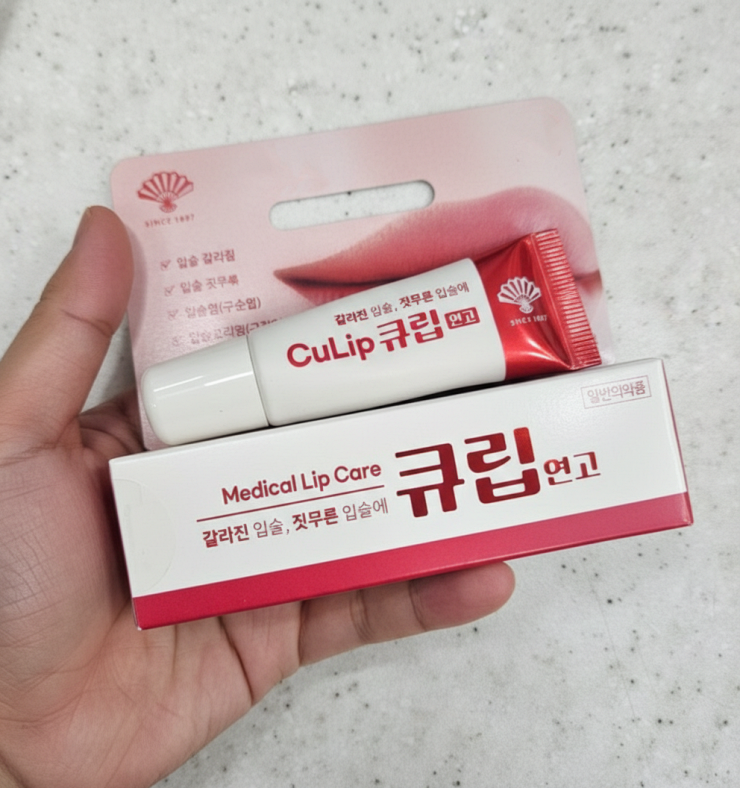 SINCE 1897
입술 갈라짐
입술 짓무름
입술염(구순염)
갈라진 입술, 짓무른 입술에
CuLip 큐립 연고
SINCE 1897
일반의약품
Medical Lip Care
갈라진 입술, 짓무른 입술에
큐립 연고